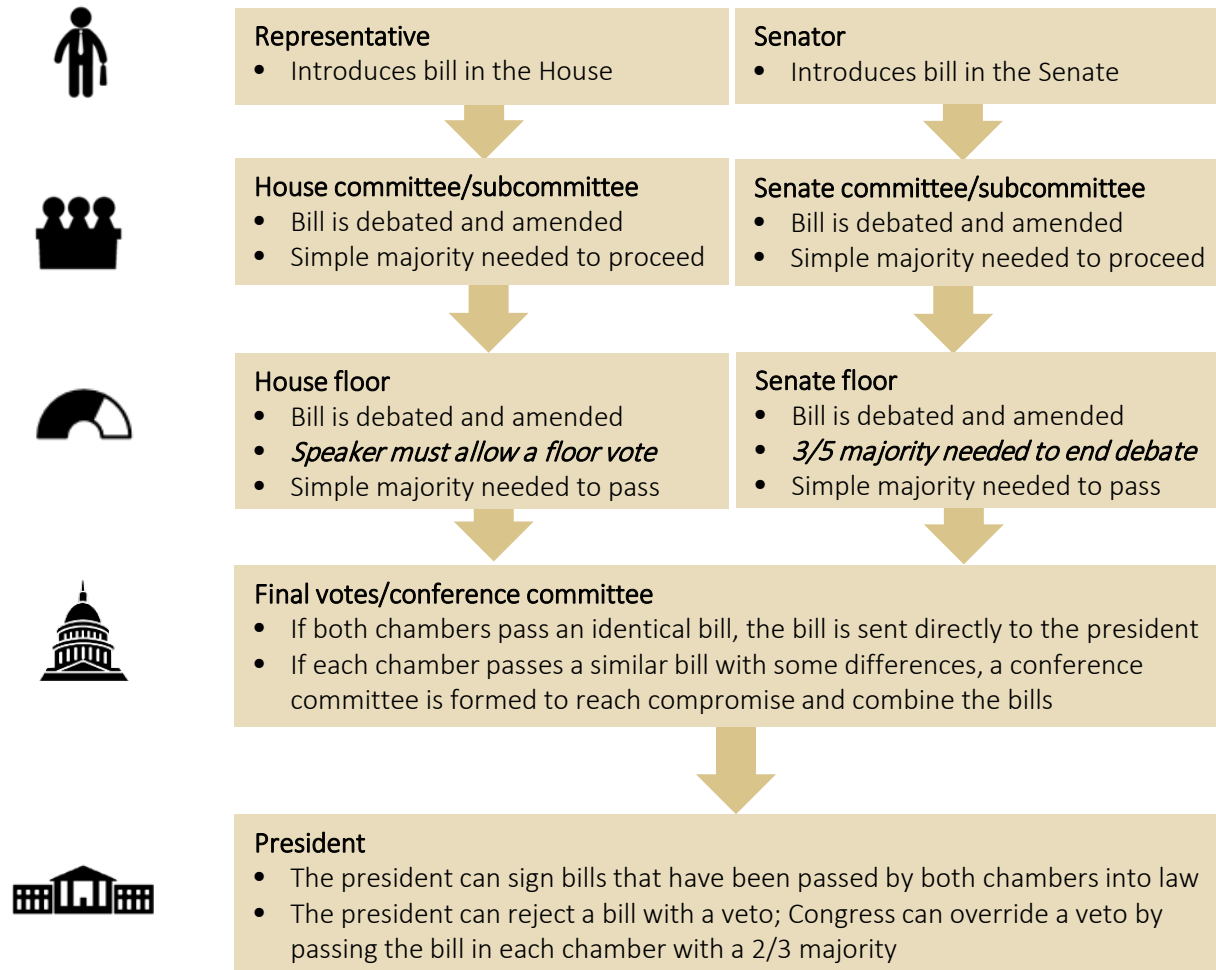 Representative
• Introduces bill in the House
Senator
• Introduces bill in the Senate
House committee/subcommittee
• Bill is debated and amended
• Simple majority needed to proceed
Senate committee/subcommittee
• Bill is debated and amended
• Simple majority needed to proceed
House floor
• Bill is debated and amended
• Speaker must allow a floor vote
• Simple majority needed to pass
Senate floor
• Bill is debated and amended
• 3/5 majority needed to end debate
• Simple majority needed to pass
Final votes/conference committee
• If both chambers pass an identical bill, the bill is sent directly to the president
• If each chamber passes a similar bill with some differences, a conference
committee is formed to reach compromise and combine the bills
President
• The president can sign bills that have been passed by both chambers into law
• The president can reject a bill with a veto; Congress can override a veto by
passing the bill in each chamber with a 2/3 majority